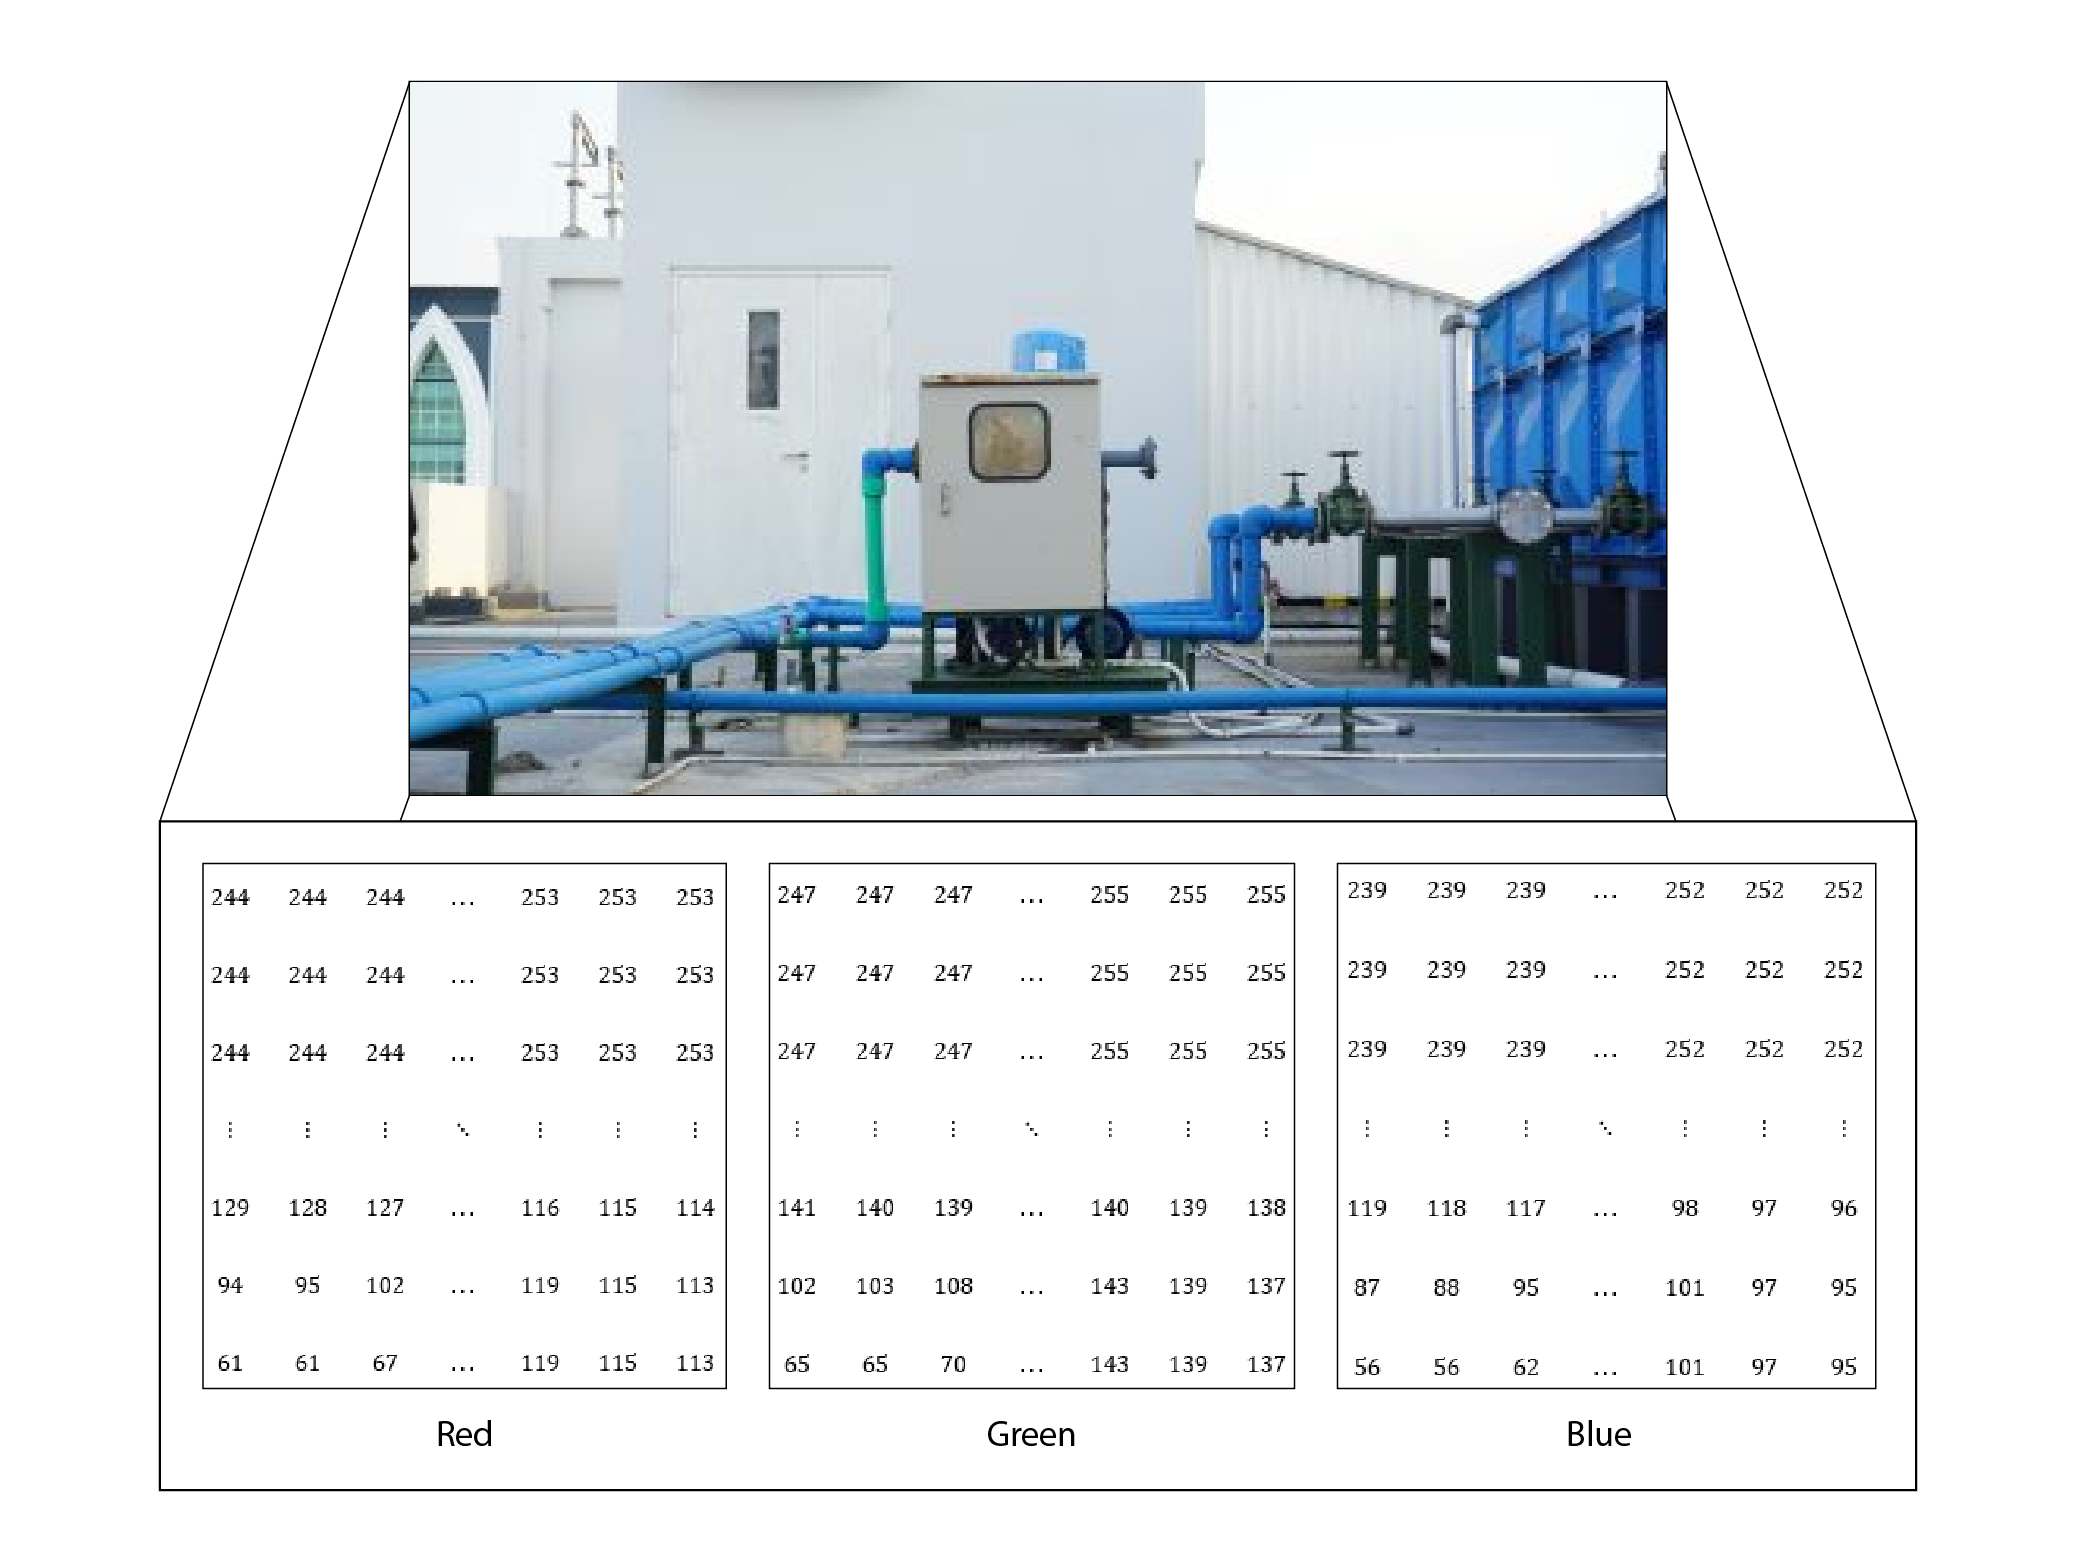 244 244 244 ... 253 253 253
244 244 244 ... 253 253 253
244 244 244 ... 253 253 253
⋮ ⋮ ⋮ ⋱ ⋮ ⋮ ⋮
129 128 127 ... 116 115 114
94 95 102 ... 119 115 113
61 61 67 ... 119 115 113
Red
247 247 247 ... 255 255 255
247 247 247 ... 255 255 255
247 247 247 ... 255 255 255
⋮ ⋮ ⋮ ⋱ ⋮ ⋮ ⋮
141 140 139 ... 140 139 138
102 103 108 ... 143 139 137
65 65 70 ... 143 139 137
Green
239 239 239 ... 252 252 252
239 239 239 ... 252 252 252
239 239 239 ... 252 252 252
⋮ ⋮ ⋮ ⋱ ⋮ ⋮ ⋮
119 118 117 ... 98 97 96
87 88 95 ... 101 97 95
56 56 62 ... 101 97 95
Blue